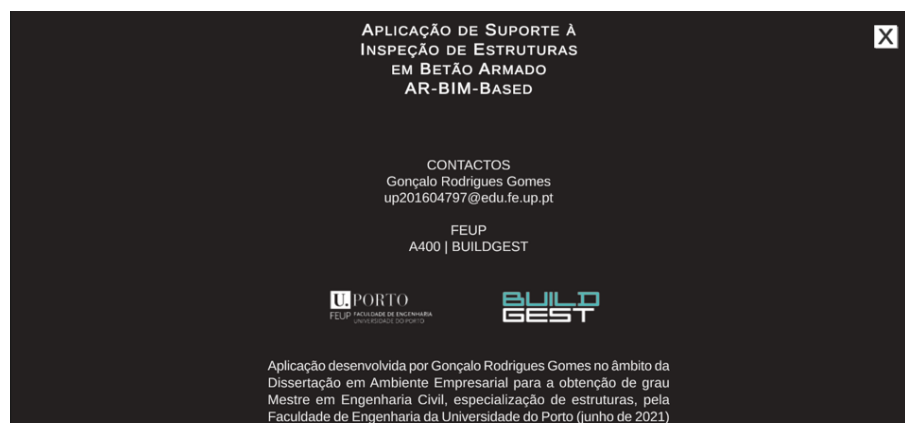 APLICAÇÃO DE SUPORTE À
INSPEÇÃO DE ESTRUTURAS
EM BETÃO ARMADO
AR-BIM-BASED
X
CONTACTOS
Gonçalo Rodrigues Gomes
up201604797@edu.fe.up.pt
FEUP
A400 | BUILDGEST
U. PORTO
FEUP FACULDADE DE ENGENHARIA
UNIVERSIDADE DO PORTO
BUILD
GEST
Aplicação desenvolvida por Gonçalo Rodrigues Gomes no âmbito da
Dissertação em Ambiente Empresarial para a obtenção de grau
Mestre em Engenharia Civil, especialização de estruturas, pela
Faculdade de Engenharia da Universidade do Porto (junho de 2021)